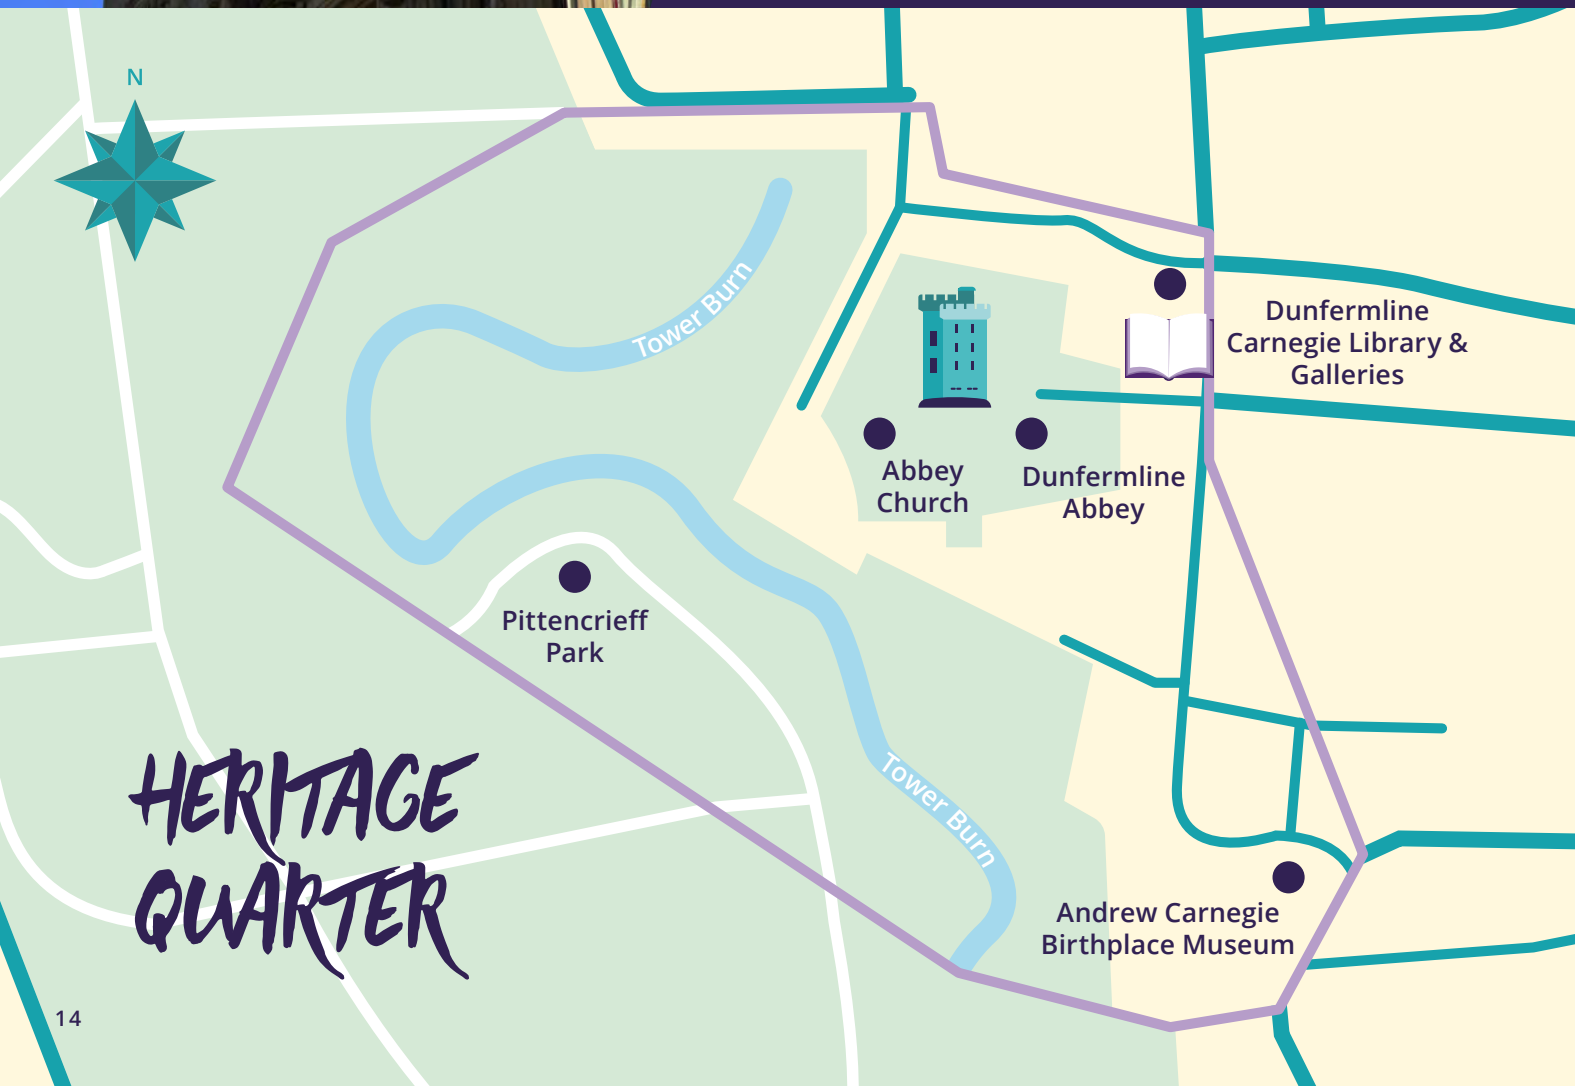 N
Tower Burn
Dunfermline
Carnegie Library &
Galleries
Abbey
Church
Dunfermline
Abbey
Pittencrieff
Park
Tower Burn
HERITAGE
QUARTER
Andrew Carnegie
Birthplace Museum
14